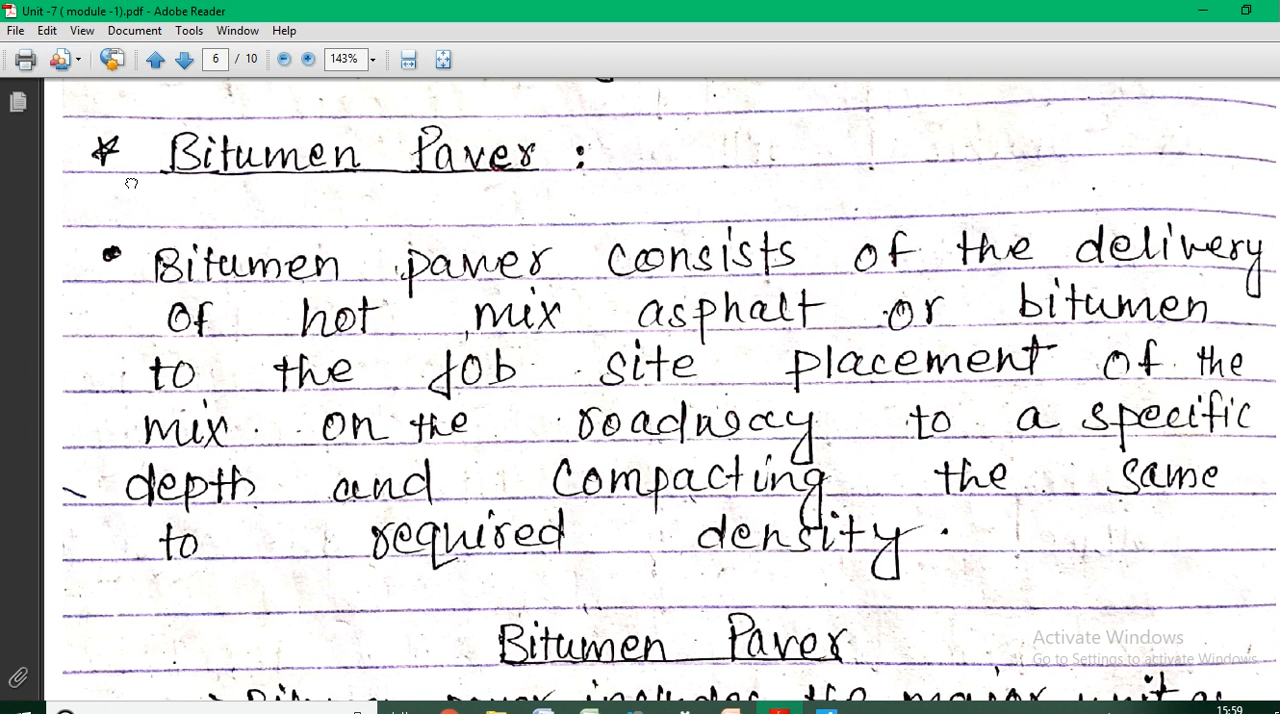 Unit -7 ( module -1).pdf - Adobe Reader
File Edit View Document Tools Window Help
6 / 10 143%
* Bitumen Paver :
• Bitumen paver consists of the delivery
of hot mix asphalt or bitumen
to the Job site placement of the
mix on the roadway to a specific
depth and compacting the same
to required density.
Bitumen Paver
Activate Windows
Go to Settings to activate Windows.
includes the major
15:59